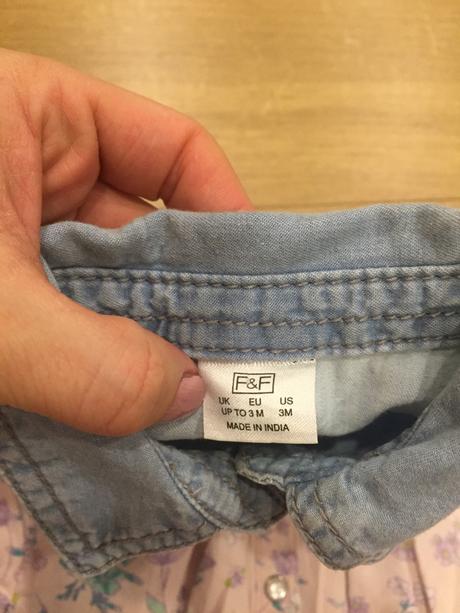 F&F
UK EU US
UP TO 3 M 3M
MADE IN INDIA